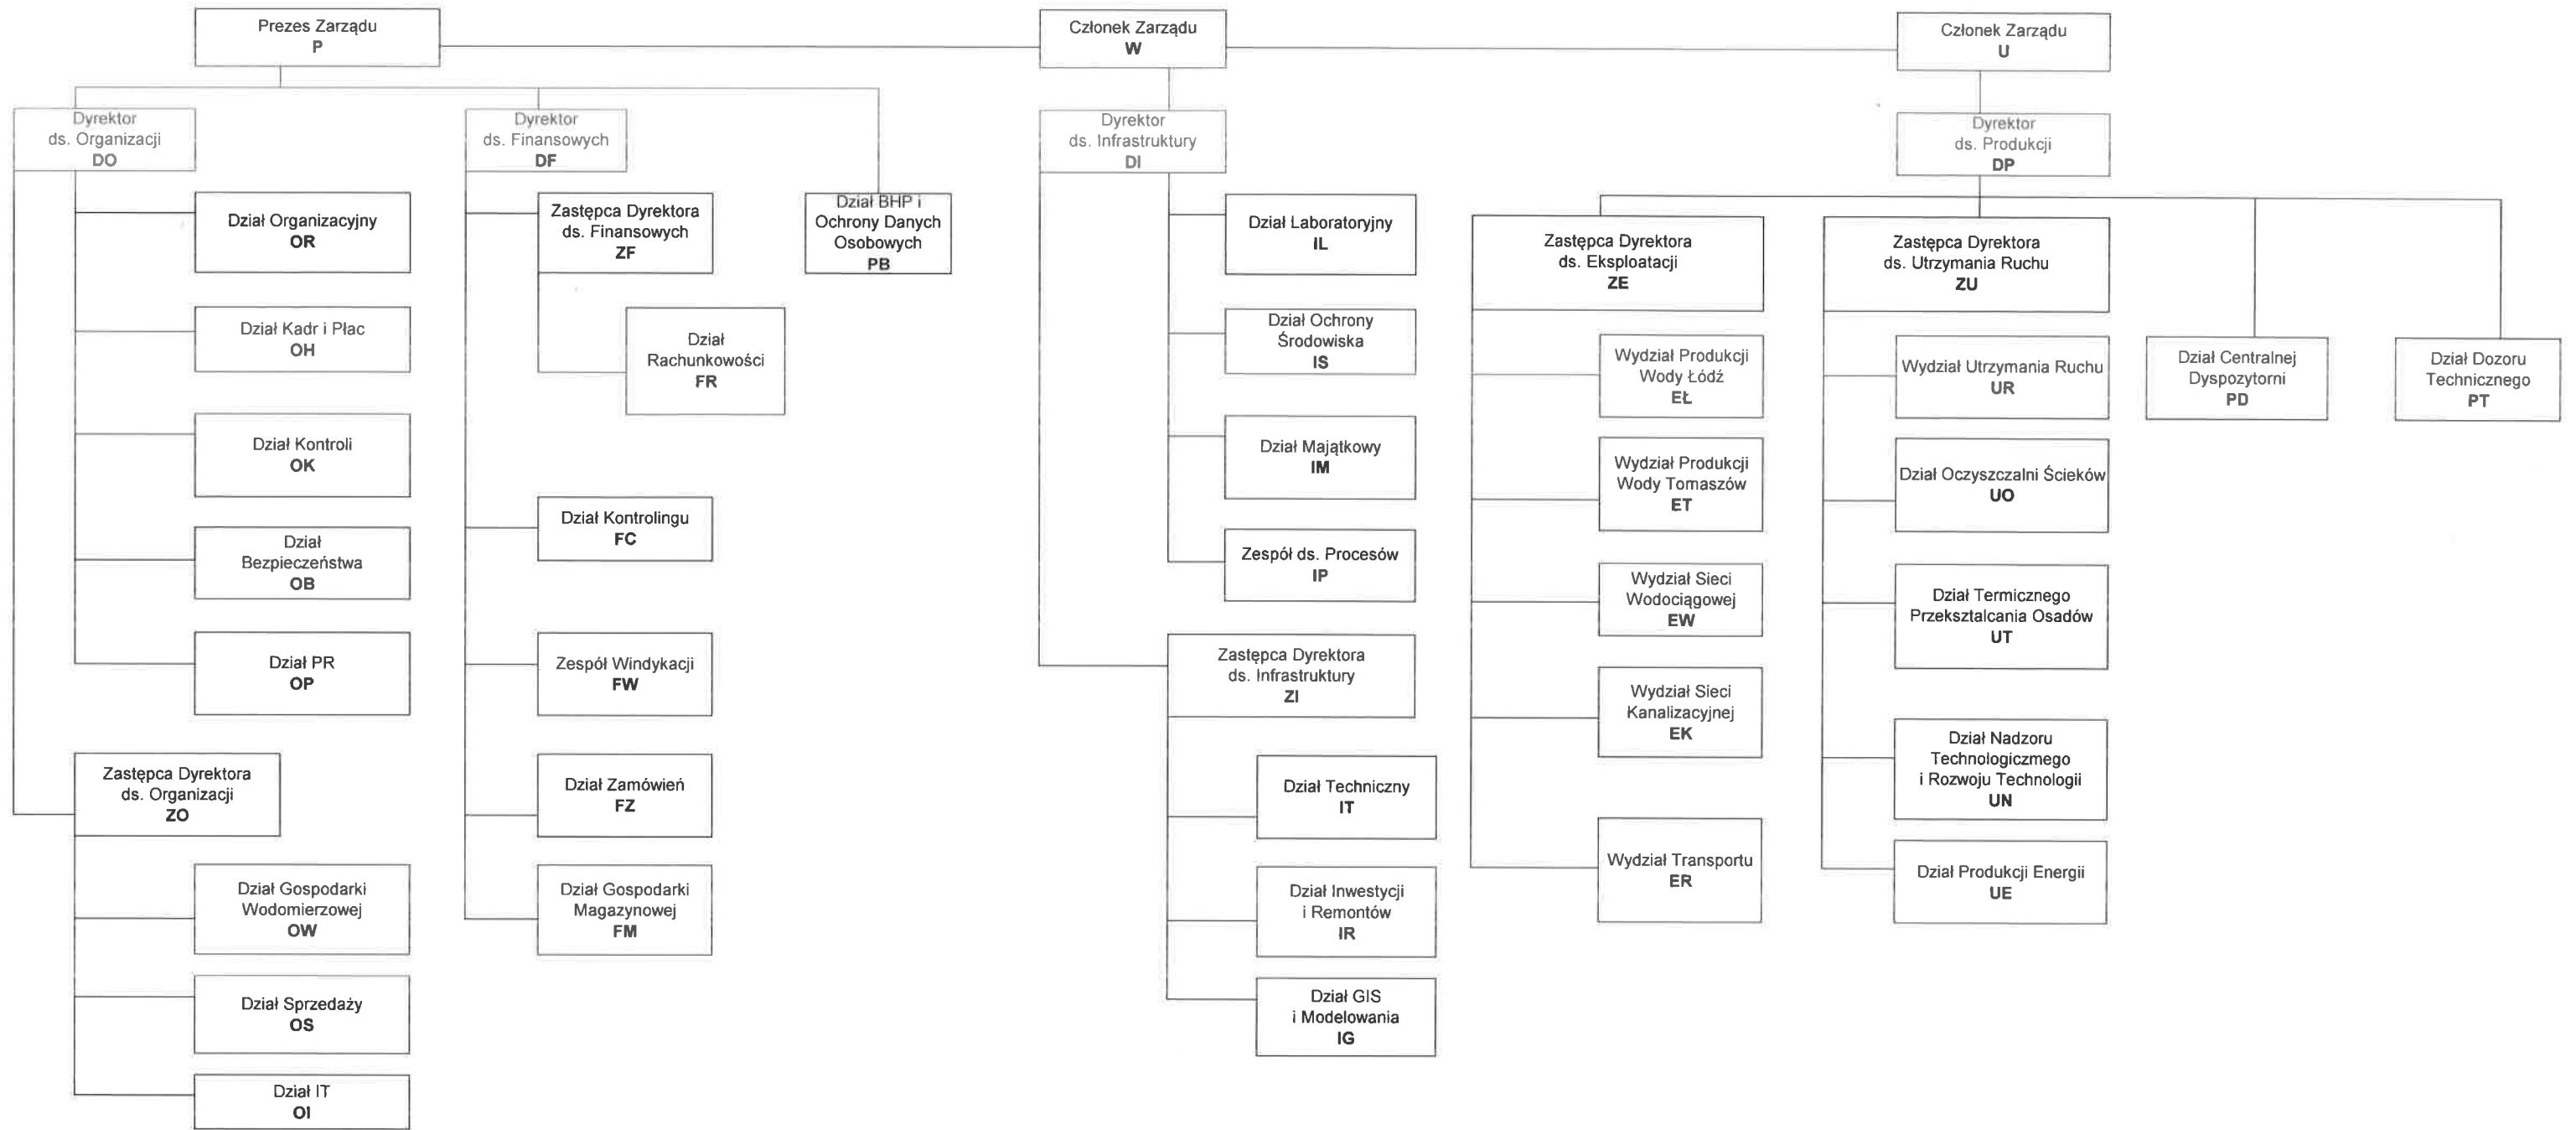 Prezes Zarządu
P
Członek Zarządu
W
Członek Zarządu
U
Dyrektor
ds. Organizacji
DO
Dyrektor
ds. Finansowych
DF
Dyrektor
ds. Infrastruktury
DI
Dyrektor
ds. Produkcji
DP
Dział Organizacyjny
OR
Dział Kadr i Płac
OH
Dział Kontroli
OK
Dział
Bezpieczeństwa
OB
Dział PR
OP
Zastępca Dyrektora
ds. Organizacji
ZO
Dział Gospodarki
Wodomierzowej
OW
Dział Sprzedaży
OS
Dział IT
OI
Zastępca Dyrektora
ds. Finansowych
ZF
Dział
Rachunkowości
FR
Dział Kontrolingu
FC
Zespół Windykacji
FW
Dział Zamówień
FZ
Dział Gospodarki
Magazynowej
FM
Dział BHP i
Ochrony Danych
Osobowych
PB
Dział Laboratoryjny
IL
Dział Ochrony
Środowiska
IS
Dział Majątkowy
IM
Zespół ds. Procesów
IP
Zastępca Dyrektora
ds. Infrastruktury
ZI
Dział Techniczny
IT
Dział Inwestycji
i Remontów
IR
Dział GIS
i Modelowania
IG
Zastępca Dyrektora
ds. Eksploatacji
ZE
Wydział Produkcji
Wody Łódź
EŁ
Wydział Produkcji
Wody Tomaszów
ET
Wydział Sieci
Wodociągowej
EW
Wydział Sieci
Kanalizacyjnej
EK
Wydział Transportu
ER
Zastępca Dyrektora
ds. Utrzymania Ruchu
ZU
Wydział Utrzymania Ruchu
UR
Dział Oczyszczalni Ścieków
UO
Dział Termicznego
Przekształcania Osadów
UT
Dział Nadzoru
Technologiczmego
i Rozwoju Technologii
UN
Dział Produkcji Energii
UE
Dział Centralnej
Dyspozytorni
PD
Dział Dozoru
Technicznego
PT